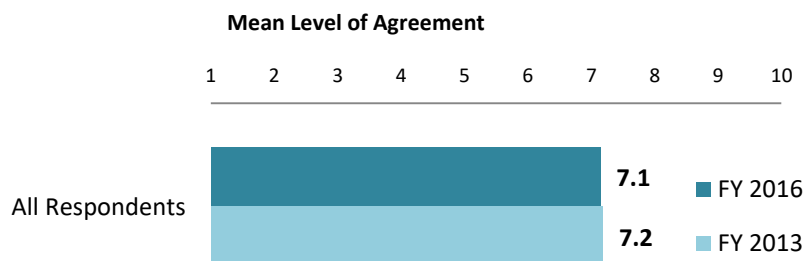 Mean Level of Agreement
1 2 3 4 5 6 7 8 9 10
7.1
FY 2016
All Respondents
7.2
FY 2013